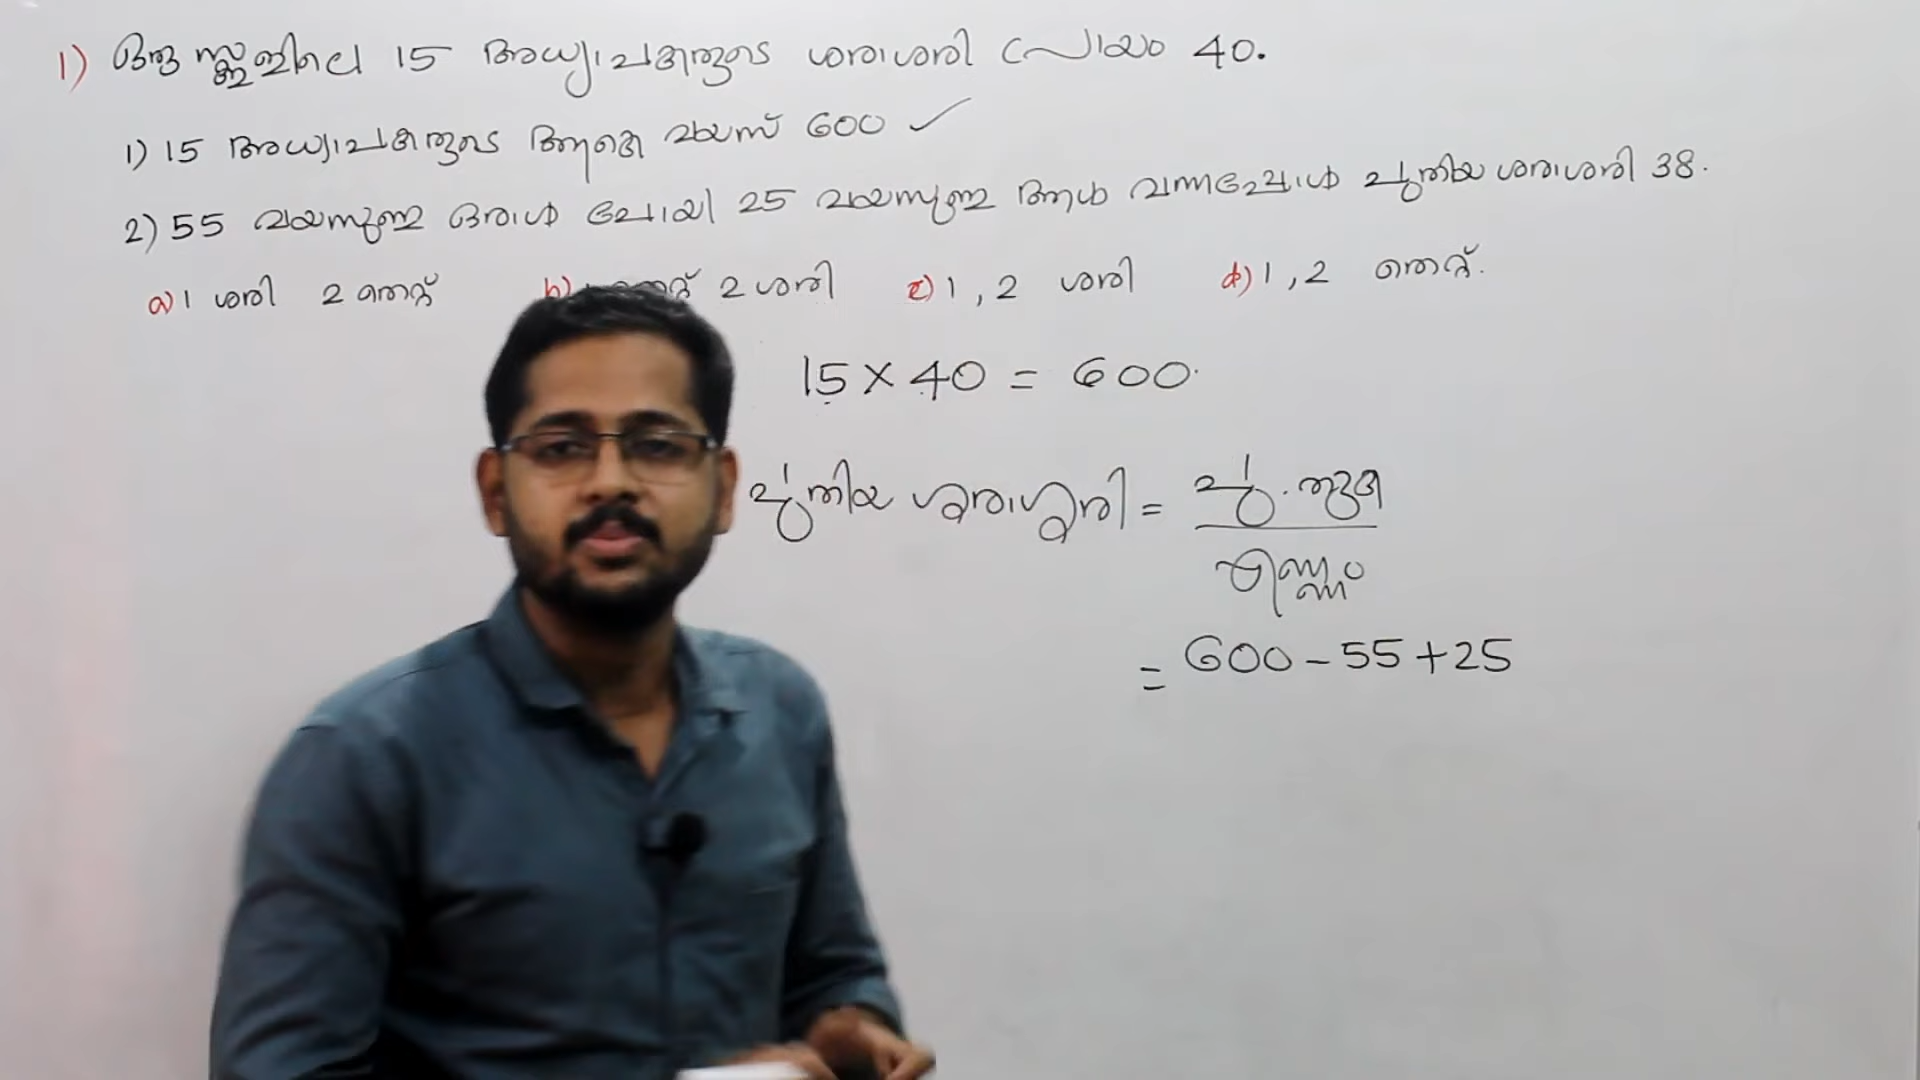 1) ഒരു സ്കൂളിലെ 15 അധ്യാപകരുടെ ശരാശരി പ്രായം 40.
1) 15 അധ്യാപകരുടെ ആകെ വയസ് 600 ✓
2) 55 വയസുള്ള ഒരാൾ പോയി 25 വയസുള്ള ആൾ വന്നപ്പോൾ പുതിയ ശരാശരി 38.
a) 1 ശരി 2 തെറ്റ് b) 2 ശരി c) 1, 2 ശരി d) 1, 2 തെറ്റ്.
15 × 40 = 600.
പുതിയ ശരാശരി = പു. തുക
എണ്ണം
= 600 - 55 + 25